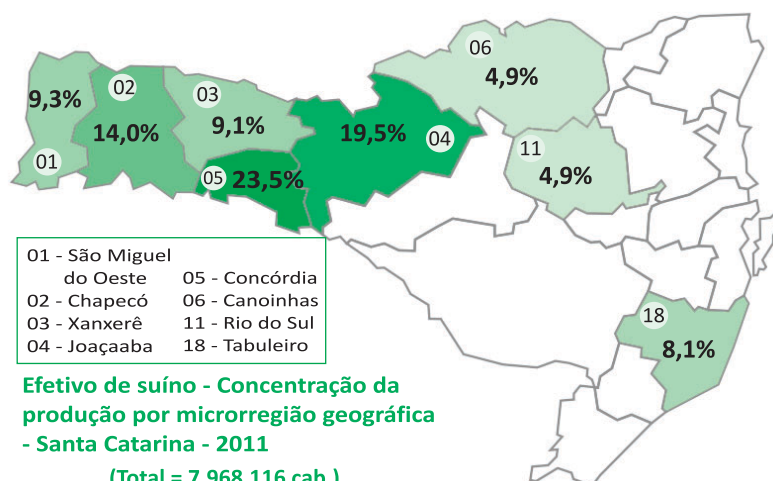 06
4,9%
02
9,3%
03
14,0%
9,1%
19,5%
04
11
01
05
23,5%
4,9%
01 - São Miguel
do Oeste
02 - Chapecó
03 - Xanxerê
04 - Joaçaaba
05 - Concórdia
06 - Canoinhas
11 - Rio do Sul
18 - Tabuleiro
18
8,1%
Efetivo de suíno - Concentração da
produção por microrregião geográfica
- Santa Catarina - 2011
(Total = 7.968.116 cab.)